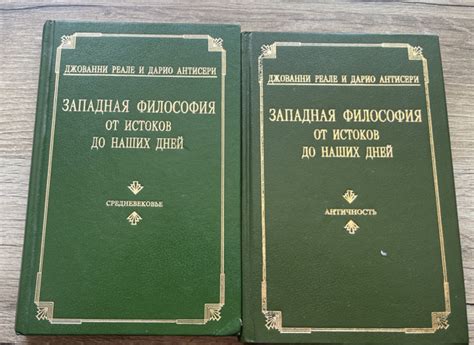 ДЖОВАННИ РЕАЛЕ И ДАРИО АНТИСЕРИ
ЗАПАДНАЯ ФИЛОСОФИЯ
ОТ ИСТОКОВ
ДО НАШИХ ДНЕЙ
СРЕДНЕВЕКОВЬЕ
ДЖОВАННИ РЕАЛЕ И ДАРИО АНТИСЕРИ
ЗАПАДНАЯ ФИЛОСОФИЯ
ОТ ИСТОКОВ
ДО НАШИХ ДНЕЙ
АНТИЧНОСТЬ